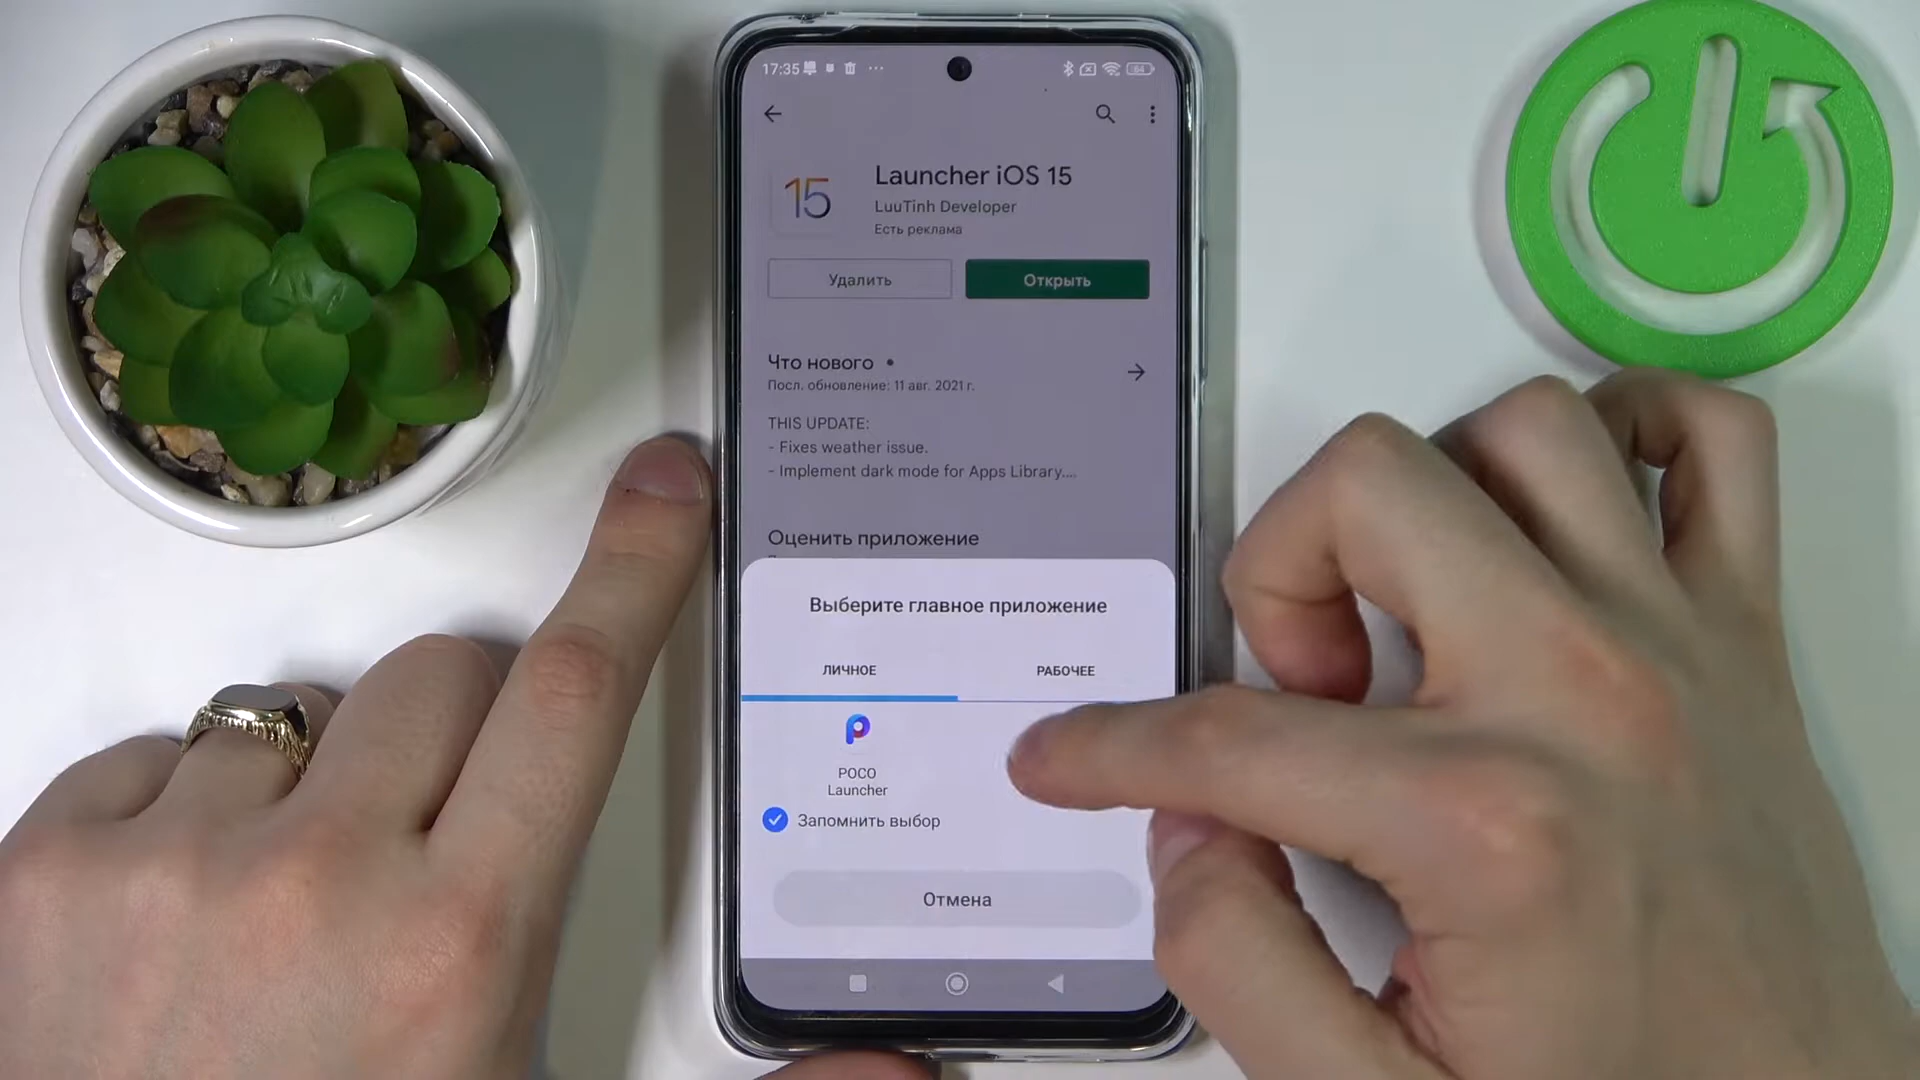 17:35
64
15
Launcher iOS 15
LuuTinh Developer
Есть реклама
Удалить
Открыть
Что нового •
Посл. обновление: 11 авг. 2021 г.
THIS UPDATE:
- Fixes weather issue.
- Implement dark mode for Apps Library....
Оценить приложение
Выберите главное приложение
ЛИЧНОЕ
РАБОЧЕЕ
POCO
Launcher
Запомнить выбор
Отмена